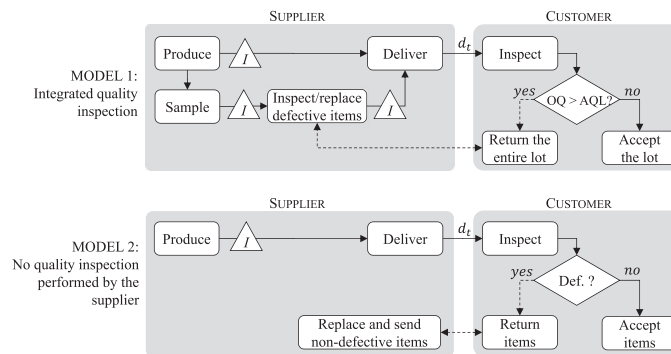 SUPPLIER
CUSTOMER
MODEL 1:
Integrated quality
inspection
Produce
I
Deliver
d_t
Inspect
Sample
I
Inspect/replace
defective items
I
yes
OQ > AQL?
no
Return the
entire lot
Accept
the lot
SUPPLIER
CUSTOMER
MODEL 2:
No quality inspection
performed by the
supplier
Produce
I
Deliver
d_t
Inspect
yes
Def. ?
no
Replace and send
non-defective items
Return
items
Accept
items